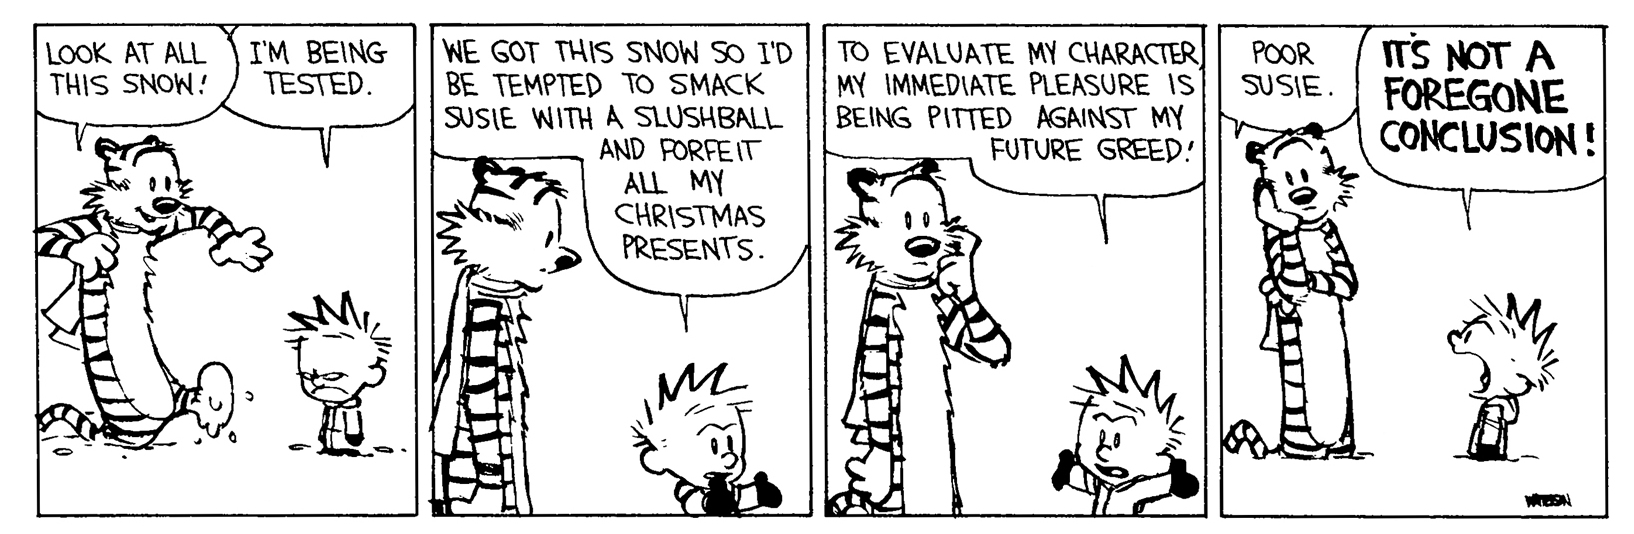 LOOK AT ALL
THIS SNOW!
I'M BEING
TESTED.
WE GOT THIS SNOW SO I'D
BE TEMPTED TO SMACK
SUSIE WITH A SLUSHBALL
AND FORFEIT
ALL MY
CHRISTMAS
PRESENTS.
TO EVALUATE MY CHARACTER,
MY IMMEDIATE PLEASURE IS
BEING PITTED AGAINST MY
FUTURE GREED!
POOR
SUSIE.
IT'S NOT A
FOREGONE
CONCLUSION!
WATTERSON